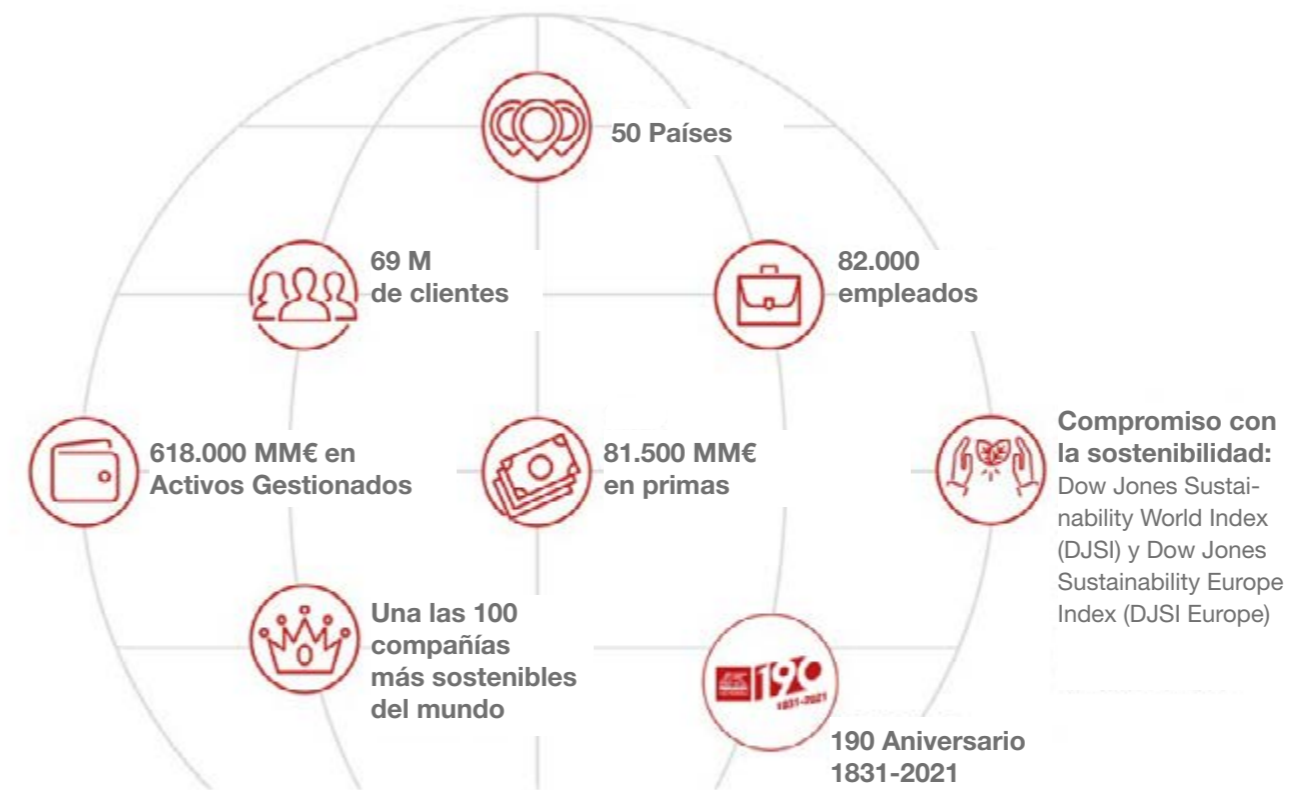 50 Países
69 M
de clientes
82.000
empleados
618.000 MM€ en
Activos Gestionados
81.500 MM€
en primas
Compromiso con
la sostenibilidad:
Dow Jones Sustai-
nability World Index
(DJSI) y Dow Jones
Sustainability Europe
Index (DJSI Europe)
Una las 100
compañías
más sostenibles
del mundo
190
1831-2021
190 Aniversario
1831-2021